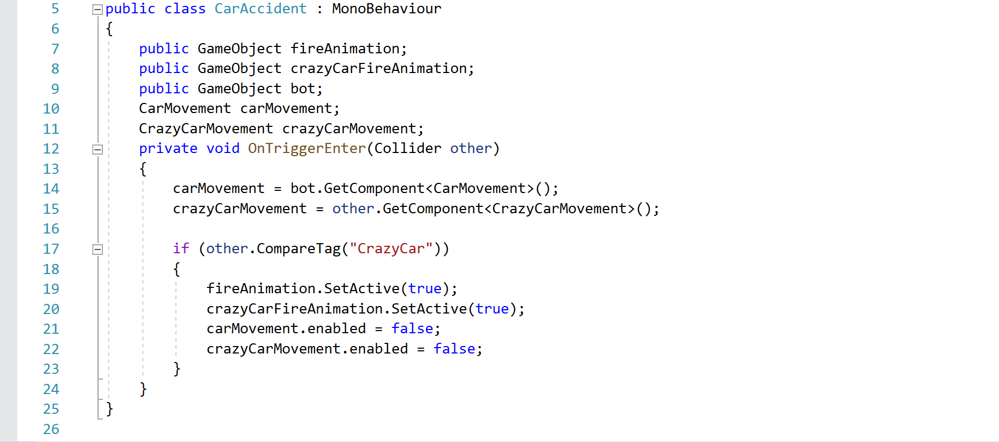 5 public class CarAccident : MonoBehaviour
6 {
7 public GameObject fireAnimation;
8 public GameObject crazyCarFireAnimation;
9 public GameObject bot;
10 CarMovement carMovement;
11 CrazyCarMovement crazyCarMovement;
12 private void OnTriggerEnter(Collider other)
13 {
14 carMovement = bot.GetComponent<CarMovement>();
15 crazyCarMovement = other.GetComponent<CrazyCarMovement>();
16
17 if (other.CompareTag("CrazyCar"))
18 {
19 fireAnimation.SetActive(true);
20 crazyCarFireAnimation.SetActive(true);
21 carMovement.enabled = false;
22 crazyCarMovement.enabled = false;
23 }
24 }
25 }
26